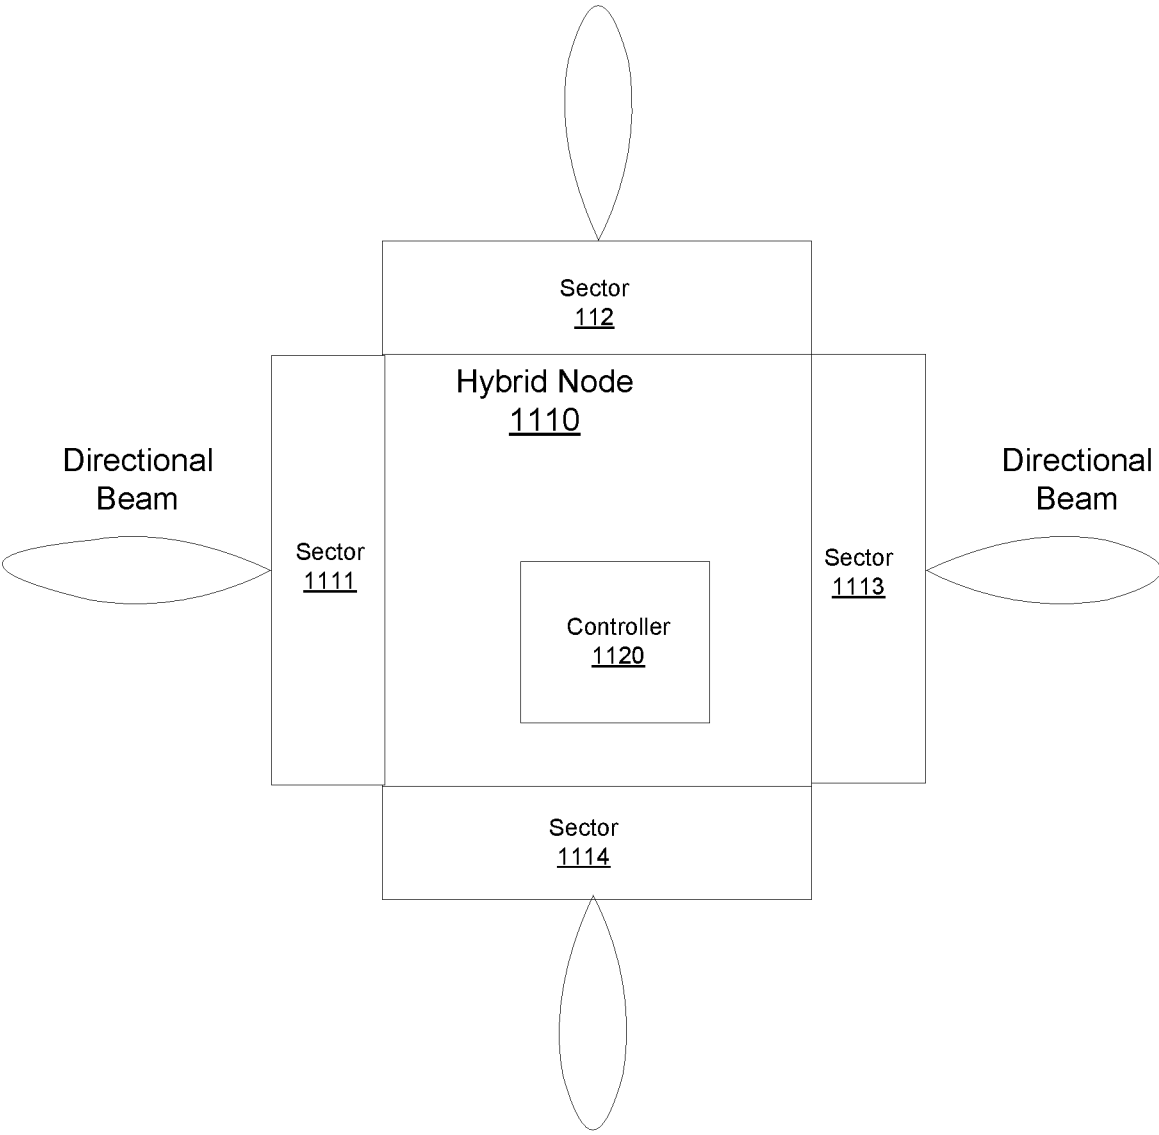 Sector
112
Hybrid Node
1110
Directional
Beam
Sector
1111
Controller
1120
Sector
1113
Directional
Beam
Sector
1114